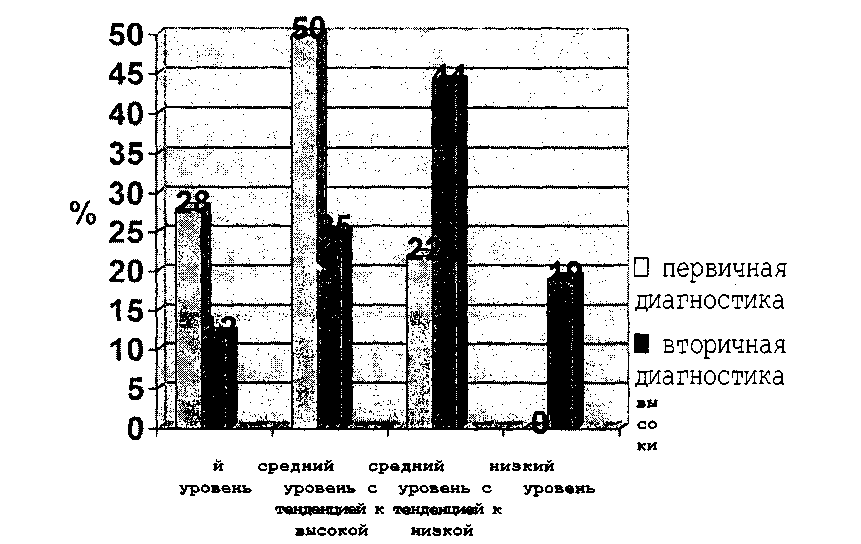 50
45
40
35
30
25
20
15
10
5
0
%
28
50
22
44
0
19
первичная
диагностика
вторичная
диагностика
вы
со
ки
й средний средний низкий
уровень уровень с уровень с уровень
тенденцией к тенденцией к
высокой низкой